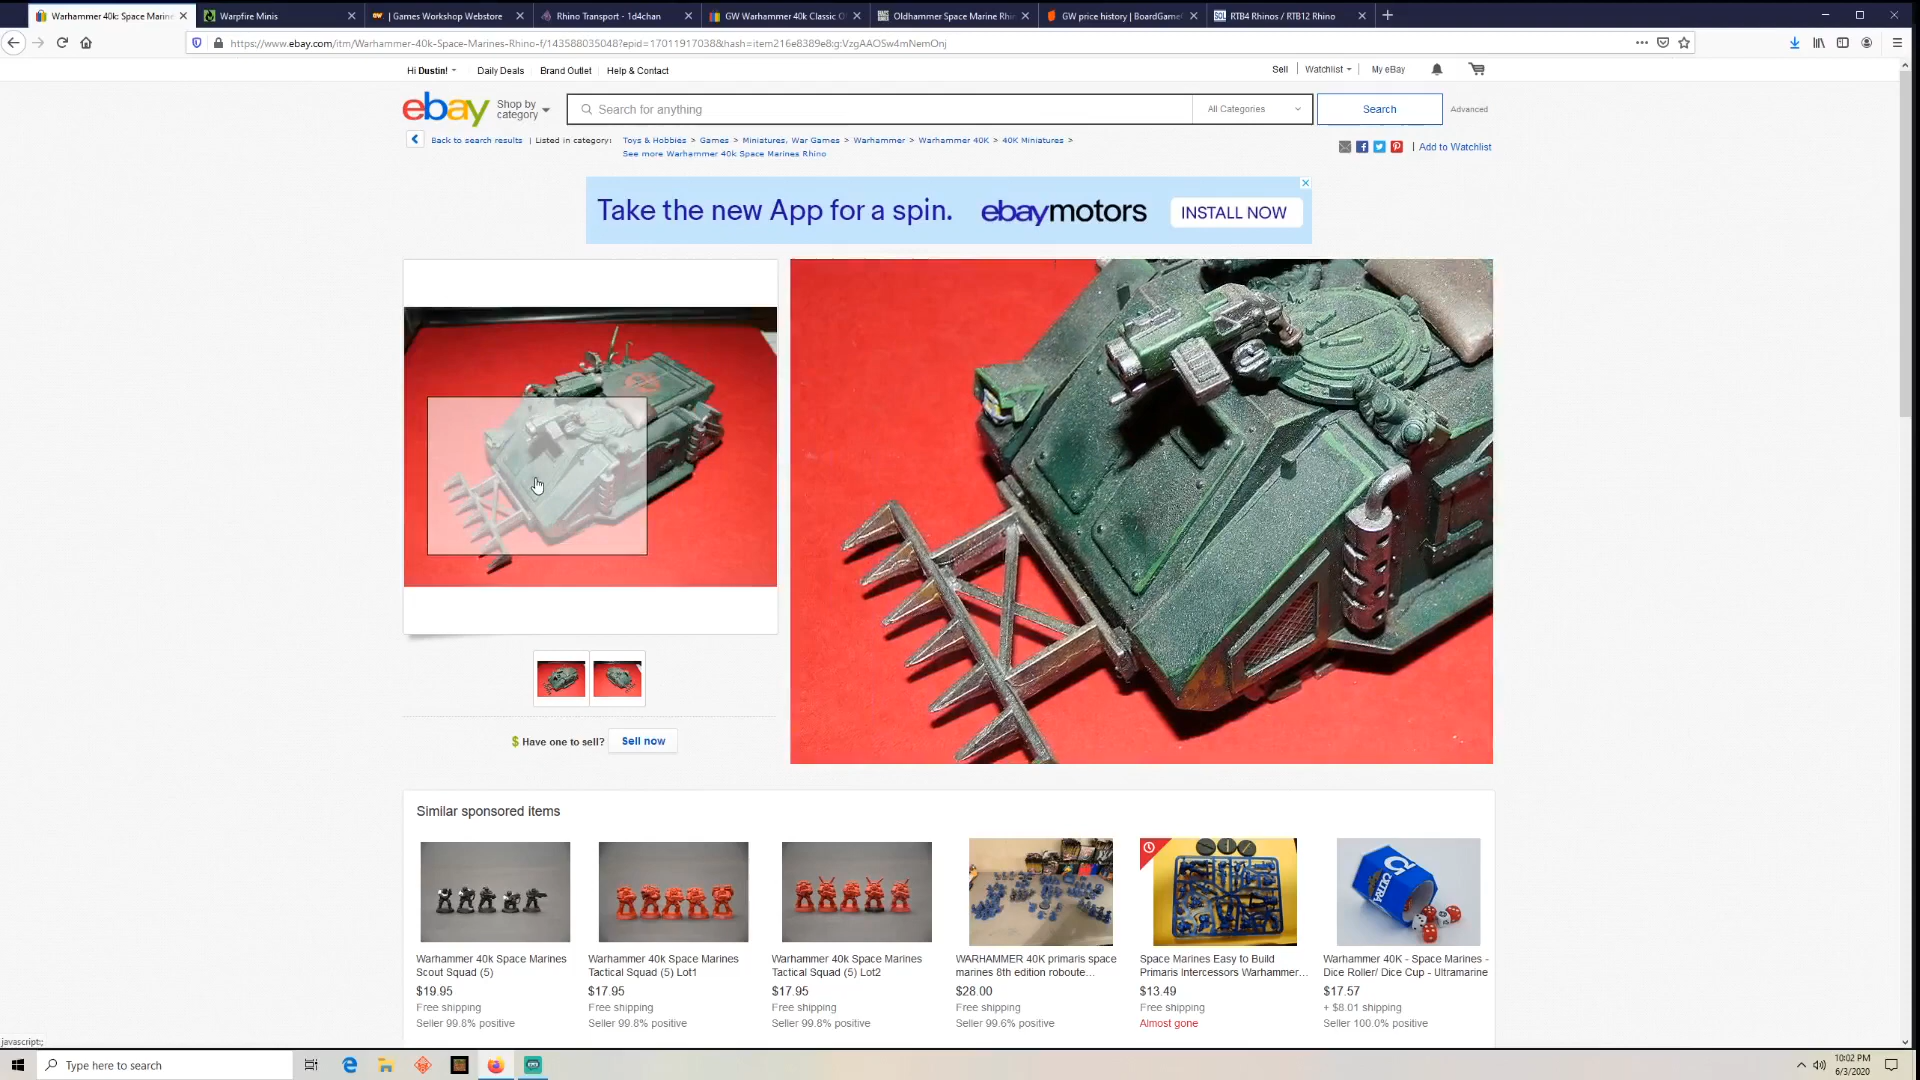 Warhammer 40k: Space Marine
Warpfire Minis
| Games Workshop Webstore
Rhino Transport - 1d4chan
GW Warhammer 40k Classic O
Oldhammer Space Marine Rhin
GW price history | BoardGameG
RTB4 Rhinos / RTB12 Rhino
https://www.ebay.com/itm/Warhammer-40k-Space-Marines-Rhino-f/143588035048?epid=17011917038&hash=item216e8389e8:g:VzgAAOSw4mNemOnj
Hi Dustin!
Daily Deals
Brand Outlet
Help & Contact
Sell
Watchlist
My eBay
ebay
Shop by category
Search for anything
All Categories
Search
Advanced
Back to search results | Listed in category:
Toys & Hobbies > Games > Miniatures, War Games > Warhammer > Warhammer 40K > 40K Miniatures >
See more Warhammer 40k Space Marines Rhino
| Add to Watchlist
Take the new App for a spin.
ebaymotors
INSTALL NOW
Have one to sell?
Sell now
Similar sponsored items
Warhammer 40k Space Marines
Scout Squad (5)
$19.95
Free shipping
Seller 99.8% positive
Warhammer 40k Space Marines
Tactical Squad (5) Lot1
$17.95
Free shipping
Seller 99.8% positive
Warhammer 40k Space Marines
Tactical Squad (5) Lot2
$17.95
Free shipping
Seller 99.8% positive
WARHAMMER 40K primaris space
marines 8th edition roboute...
$28.00
Free shipping
Seller 99.6% positive
Space Marines Easy to Build
Primaris Intercessors Warhammer...
$13.49
Free shipping
Almost gone
Warhammer 40K - Space Marines -
Dice Roller/ Dice Cup - Ultramarine
$17.57
+ $8.01 shipping
Seller 100.0% positive
javascript:;
Type here to search
10:02 PM
6/3/2020